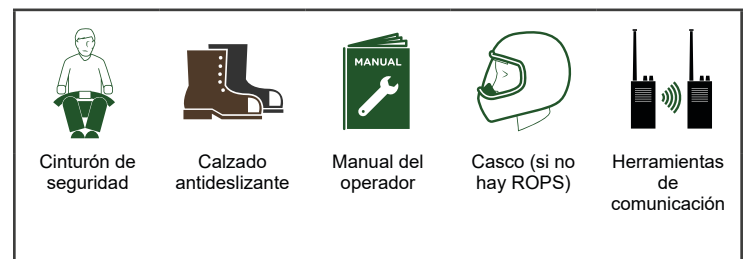 MANUAL
Cinturón de
seguridad
Calzado
antideslizante
Manual del
operador
Casco (si no
hay ROPS)
Herramientas
de
comunicación